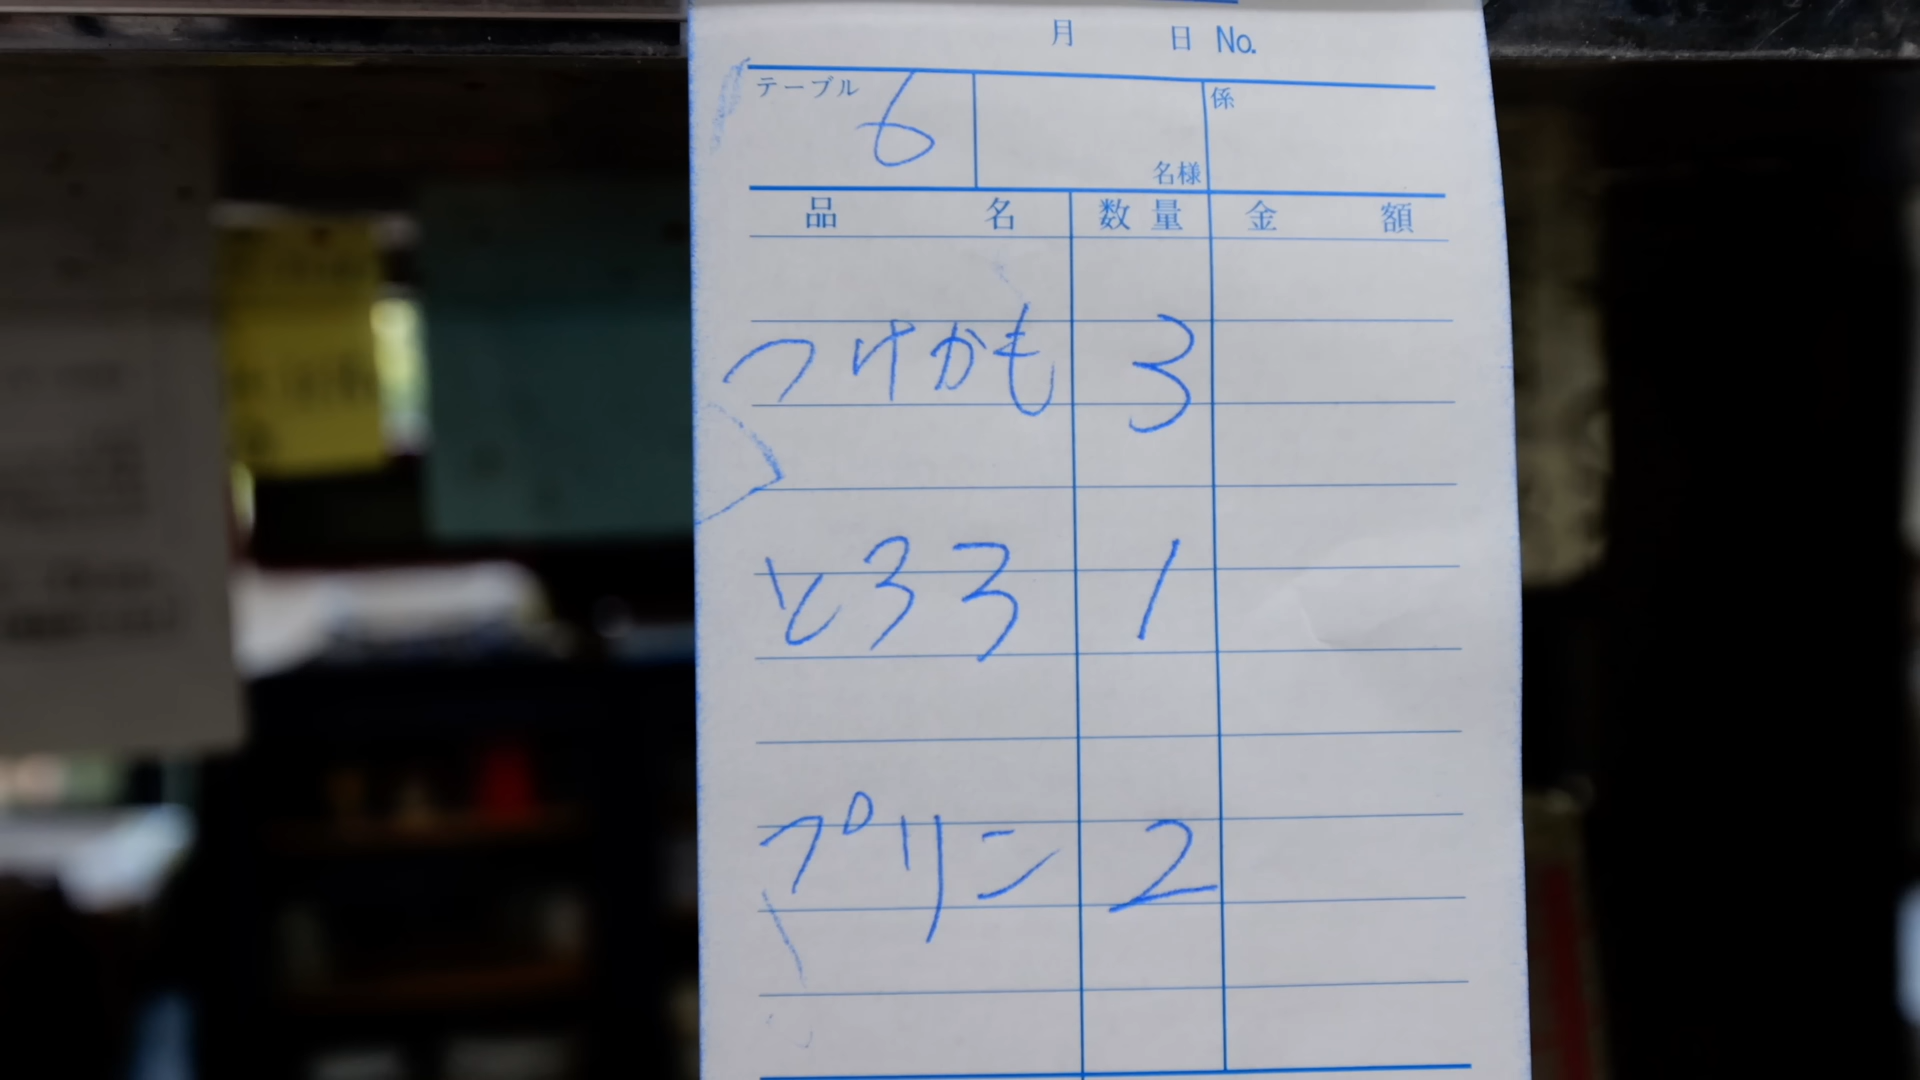 月 日 No.
テーブル 6 名様 係
品名 数量 金額
つけかも 3
とろろ 1
プリン 2